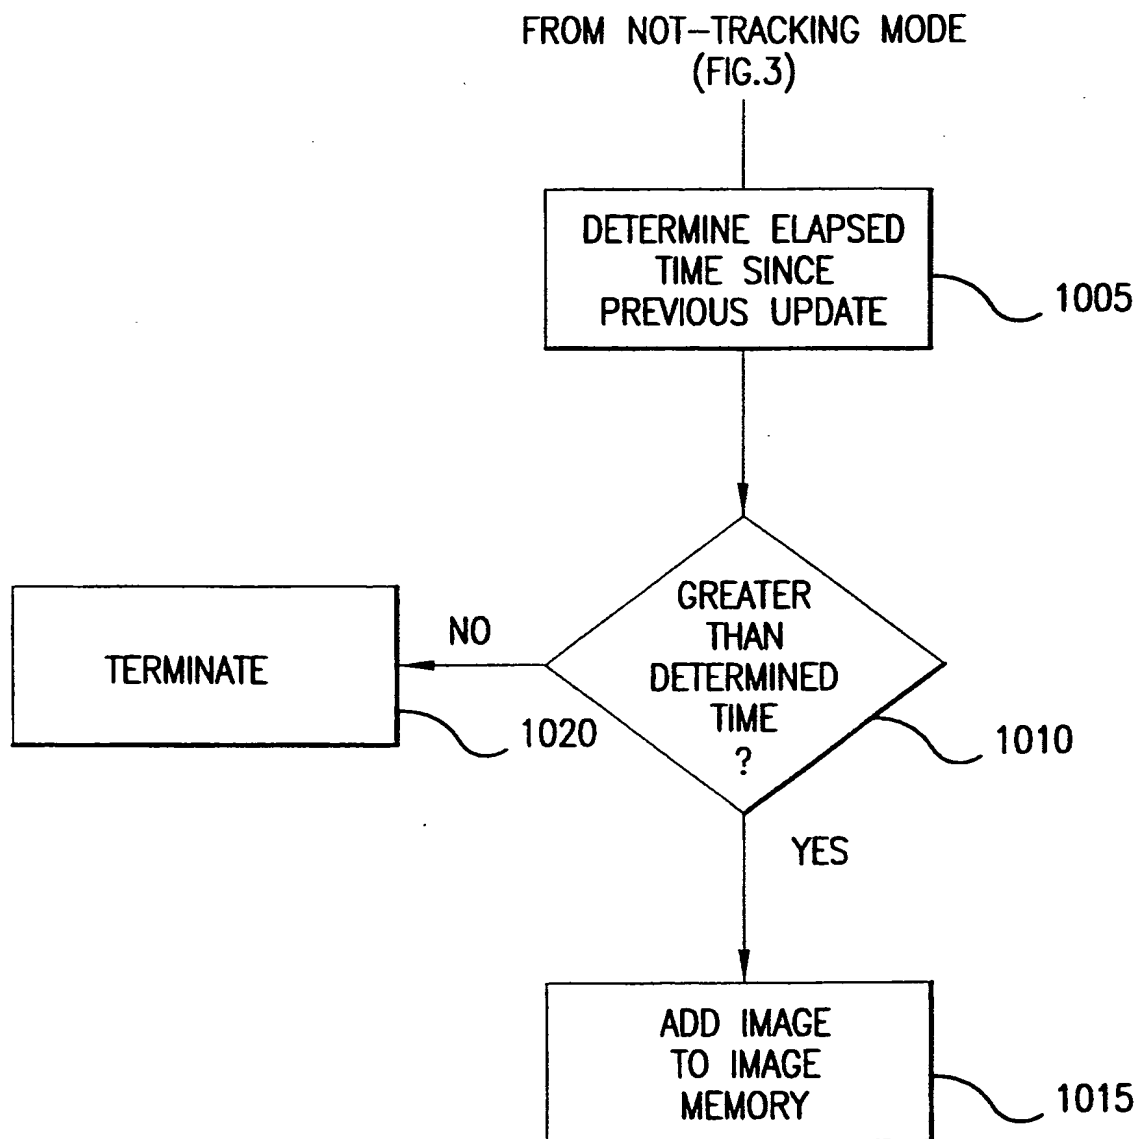 FROM NOT-TRACKING MODE
(FIG.3)
DETERMINE ELAPSED
TIME SINCE
PREVIOUS UPDATE
1005
GREATER
THAN
DETERMINED
TIME
?
1010
NO
TERMINATE
1020
YES
ADD IMAGE
TO IMAGE
MEMORY
1015